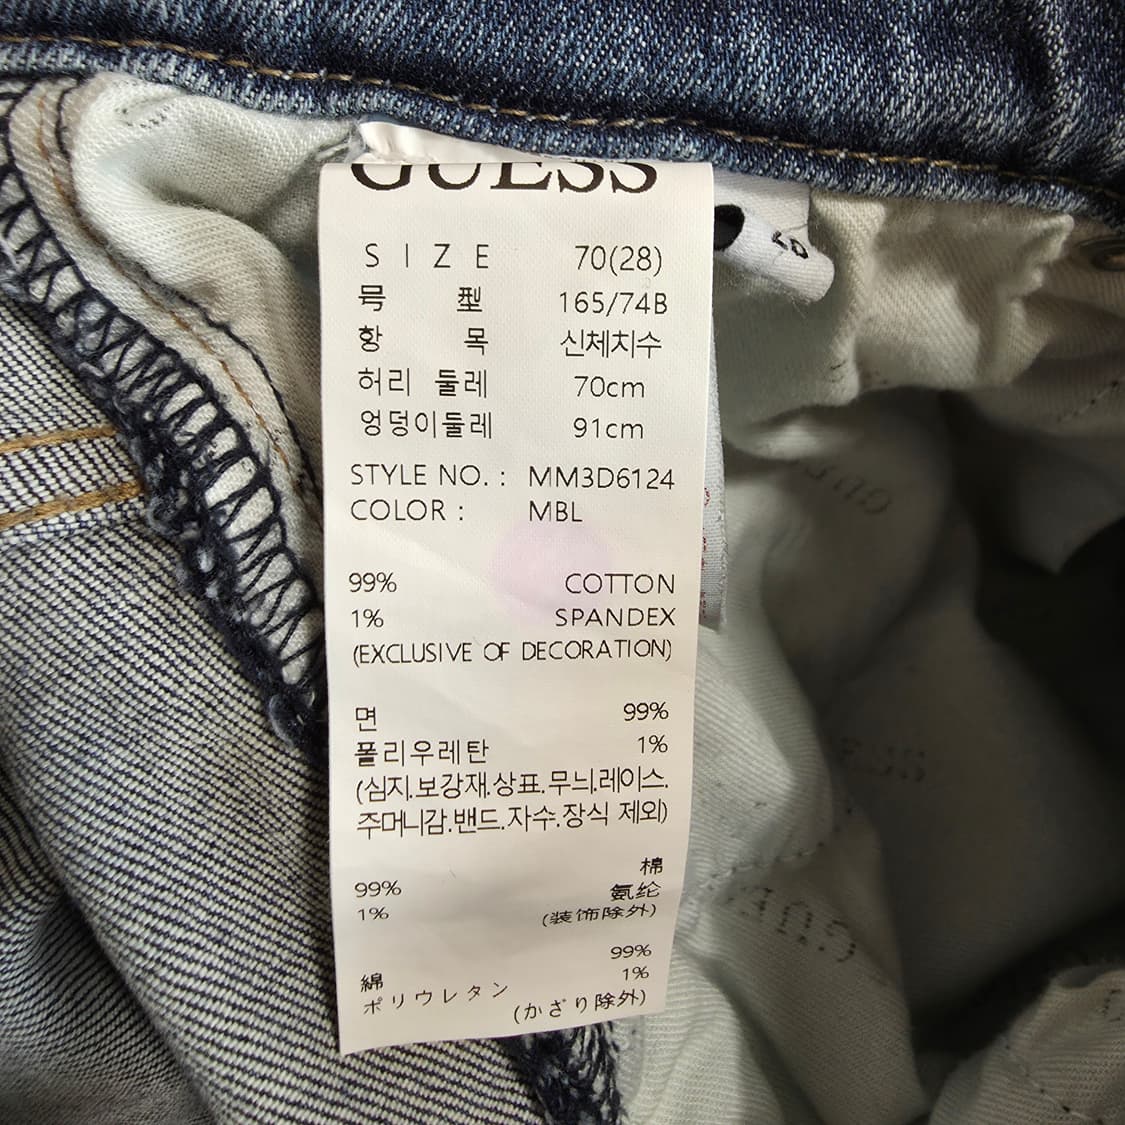 GUESS
SIZE 70(28)
号型 165/74B
항목 신체치수
허리 둘레 70cm
엉덩이둘레 91cm
STYLE NO. : MM3D6124
COLOR : MBL
99% COTTON
1% SPANDEX
(EXCLUSIVE OF DECORATION)
면 99%
폴리우레탄 1%
(심지.보강재.상표.무늬.레이스.
주머니감.밴드.자수.장식 제외)
99% 棉
1% 氨纶
(装饰除外)
綿 99%
ポリウレタン 1%
(かざり除外)
GUESS